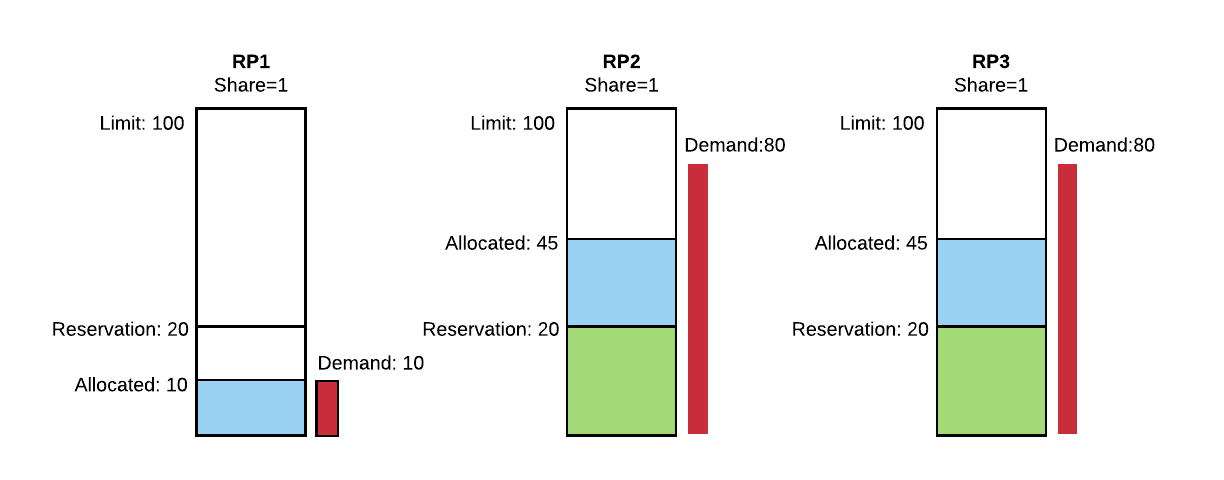 RP1
Share=1
Limit: 100
Reservation: 20
Demand: 10
Allocated: 10
RP2
Share=1
Limit: 100
Demand:80
Allocated: 45
Reservation: 20
RP3
Share=1
Limit: 100
Demand:80
Allocated: 45
Reservation: 20